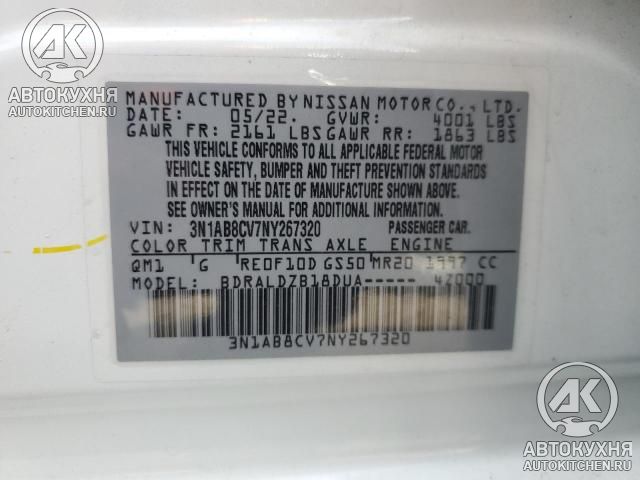 АК
АВТОКУХНЯ
AUTOKITCHEN.RU
MANUFACTURED BY NISSAN MOTOR CO., LTD.
DATE: 05/22. GVWR: 4001 LBS
GAWR FR: 2161 LBS GAWR RR: 1863 LBS
THIS VEHICLE CONFORMS TO ALL APPLICABLE FEDERAL MOTOR
VEHICLE SAFETY, BUMPER AND THEFT PREVENTION STANDARDS
IN EFFECT ON THE DATE OF MANUFACTURE SHOWN ABOVE.
SEE OWNER'S MANUAL FOR ADDITIONAL INFORMATION.
VIN: 3N1AB8CV7NY267320 PASSENGER CAR.
COLOR TRIM TRANS AXLE ENGINE
QM1 G RE0F10D GS50 MR20 1997 CC
MODEL: BDRALDZB18DUA----- 4Z000
3N1AB8CV7NY267320
АК
АВТОКУХНЯ
AUTOKITCHEN.RU